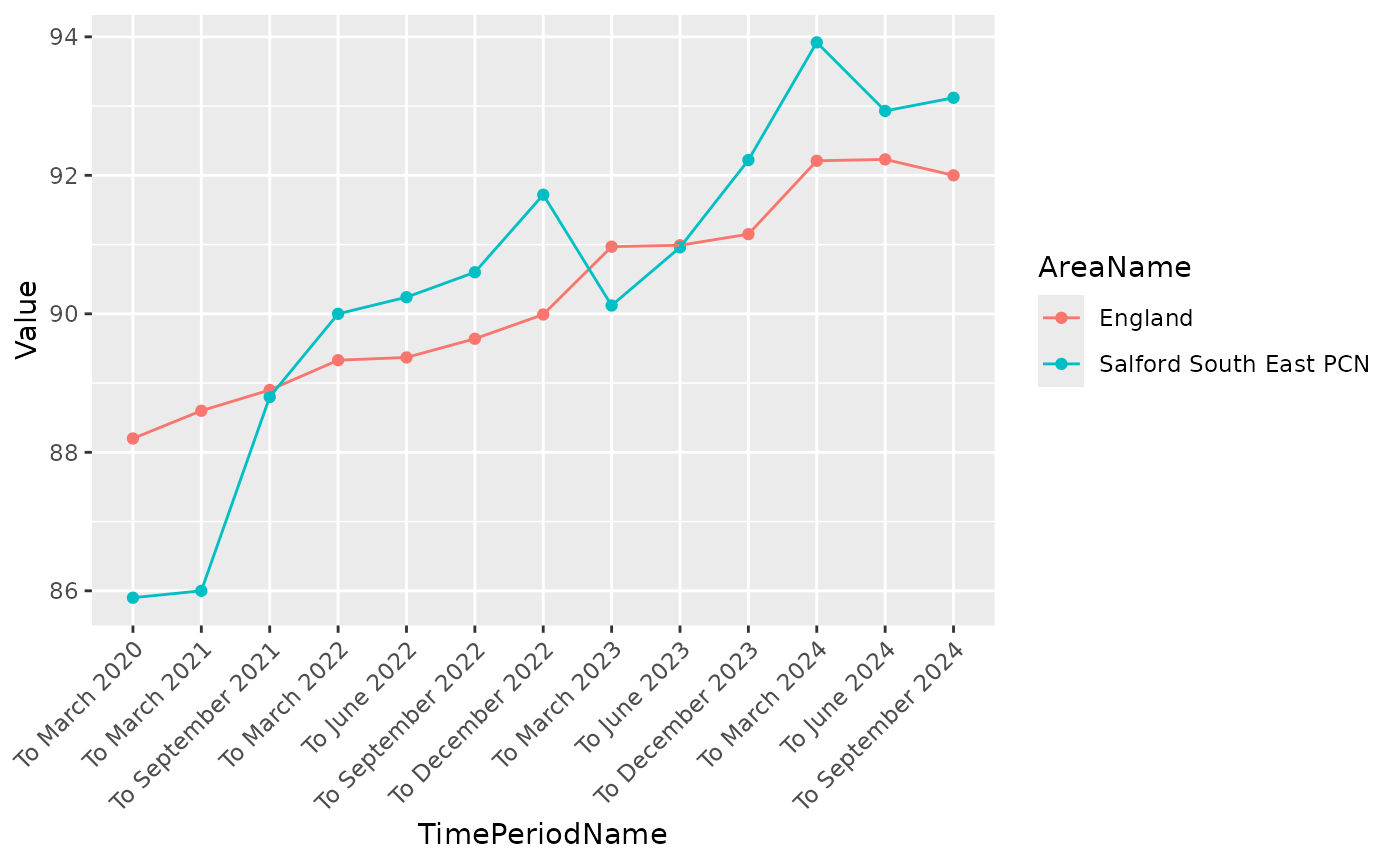 94
92
90
88
86
Value
To March 2020
To March 2021
To September 2021
To March 2022
To June 2022
To September 2022
To December 2022
To March 2023
To June 2023
To December 2023
To March 2024
To June 2024
To September 2024
TimePeriodName
AreaName
England
Salford South East PCN